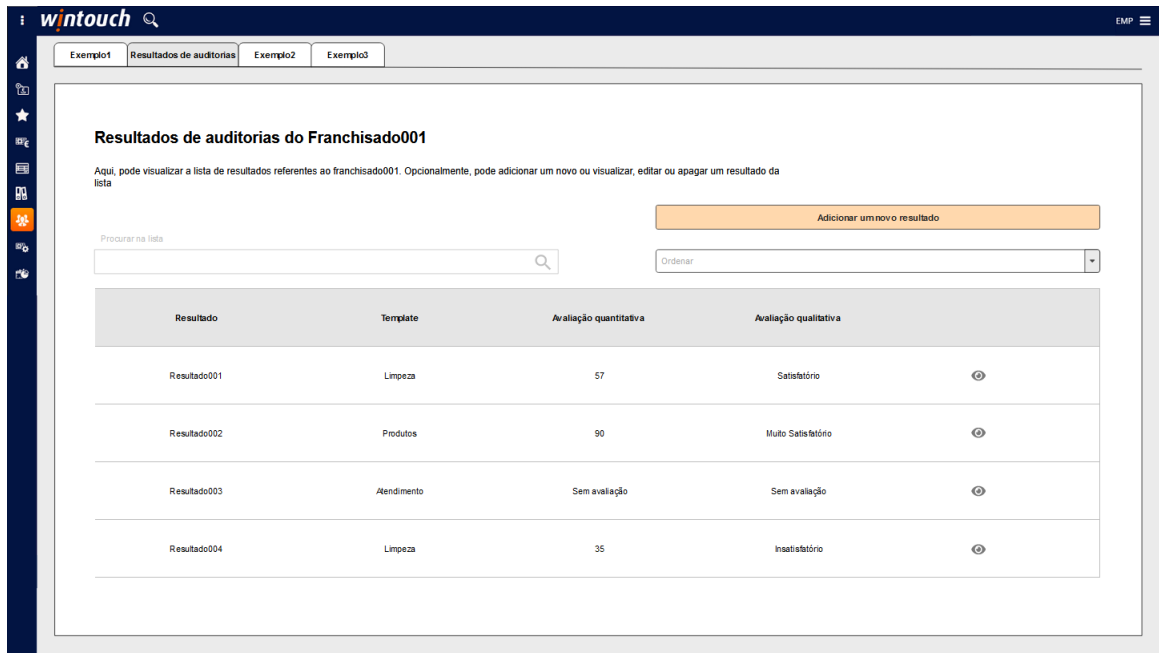 wintouch
EMP
Exemplo1 Resultados de auditorias Exemplo2 Exemplo3
Resultados de auditorias do Franchisado001
Aqui, pode visualizar a lista de resultados referentes ao franchisado001. Opcionalmente, pode adicionar um novo ou visualizar, editar ou apagar um resultado da
lista
Adicionar um novo resultado
Procurar na lista
Ordenar
Resultado Template Avaliação quantitativa Avaliação qualitativa
Resultado001 Limpeza 57 Satisfatório
Resultado002 Produtos 90 Muito Satisfatório
Resultado003 Atendimento Sem avaliação Sem avaliação
Resultado004 Limpeza 35 Insatisfatório